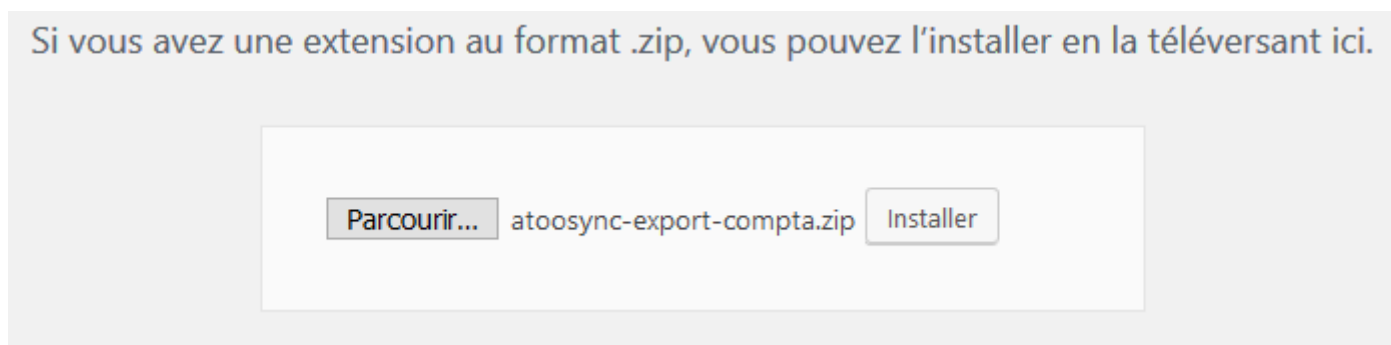 Si vous avez une extension au format .zip, vous pouvez l’installer en la téléversant ici.
Parcourir... atoosync-export-compta.zip Installer